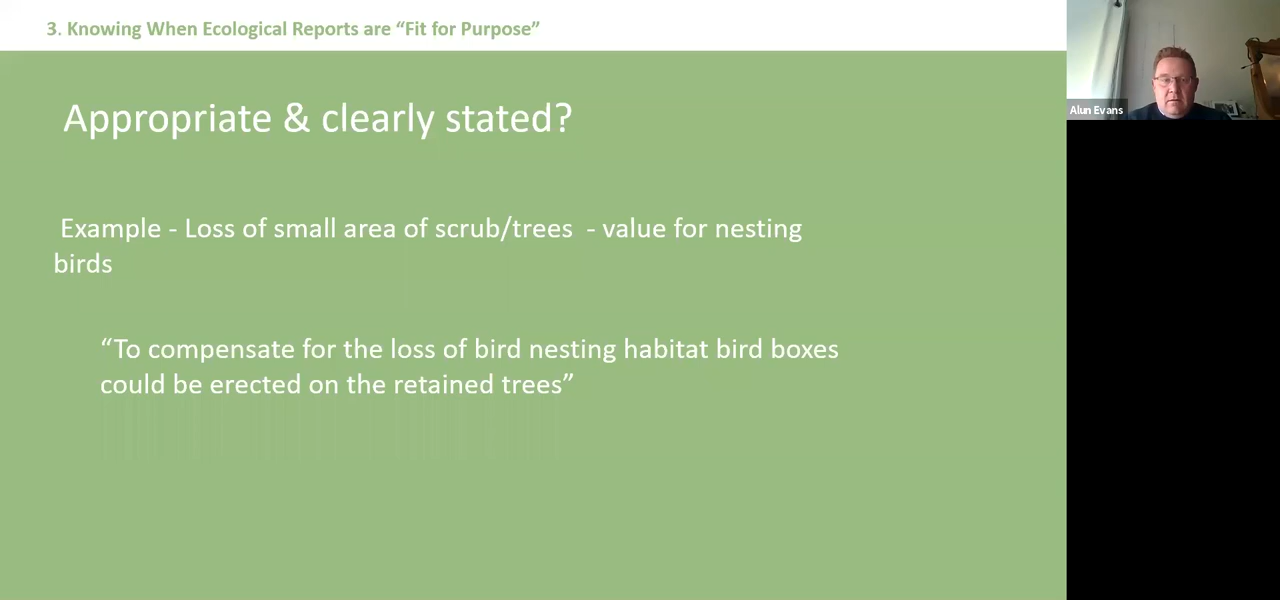 3. Knowing When Ecological Reports are “Fit for Purpose”
Alun Evans
Appropriate & clearly stated?
Example - Loss of small area of scrub/trees - value for nesting
birds
“To compensate for the loss of bird nesting habitat bird boxes
could be erected on the retained trees”